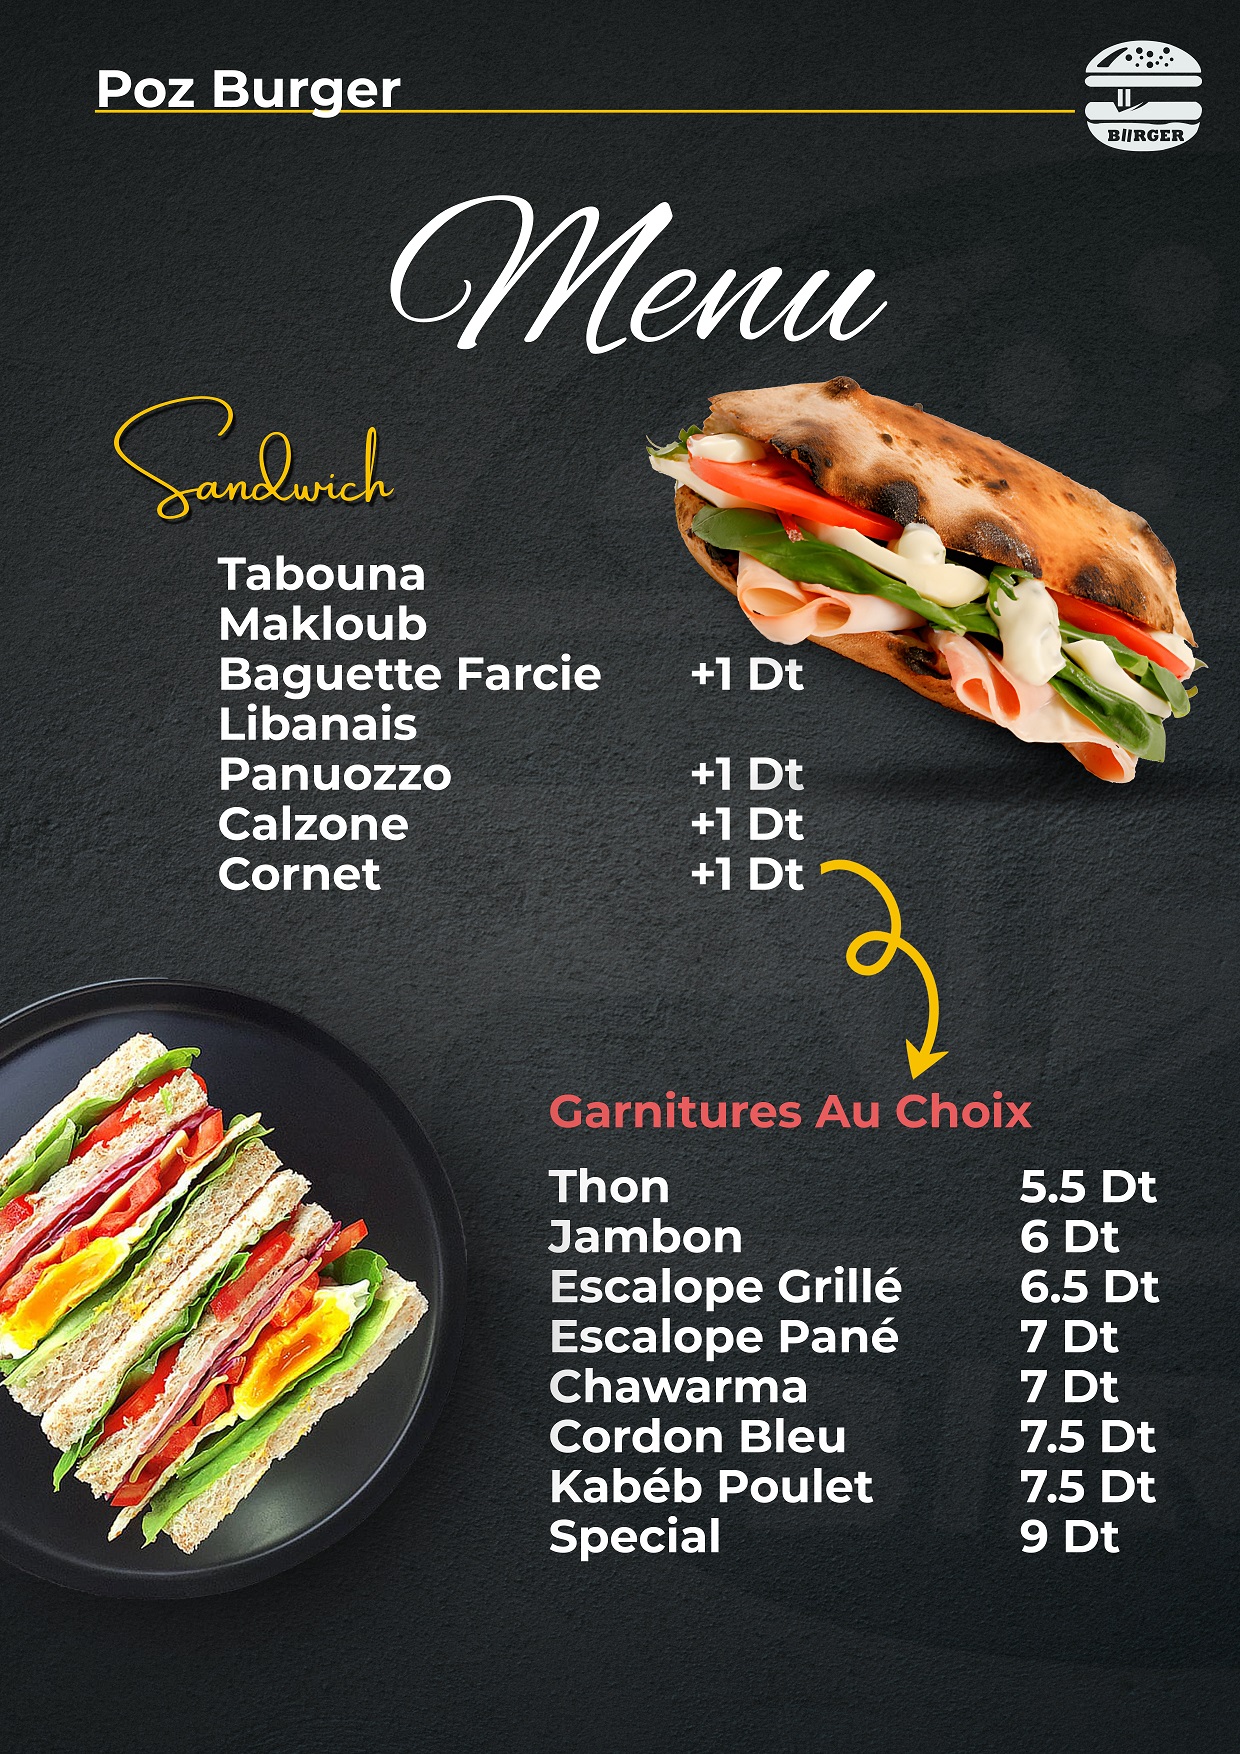 Poz Burger
BIIRGER
Menu
Sandwich
Tabouna
Makloub
Baguette Farcie +1 Dt
Libanais
Panuozzo +1 Dt
Calzone +1 Dt
Cornet +1 Dt
Garnitures Au Choix
Thon 5.5 Dt
Jambon 6 Dt
Escalope Grillé 6.5 Dt
Escalope Pané 7 Dt
Chawarma 7 Dt
Cordon Bleu 7.5 Dt
Kabéb Poulet 7.5 Dt
Special 9 Dt